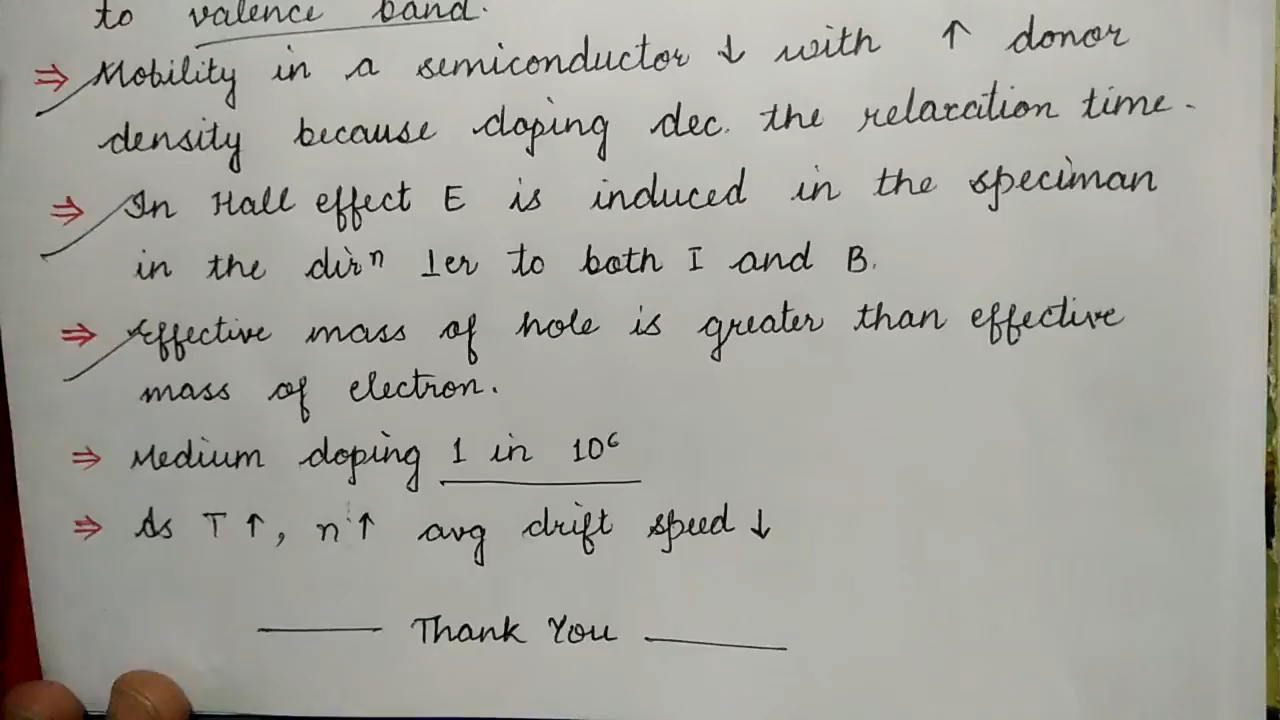 to valence band.
⇒ Mobility in a semiconductor ↓ with ↑ donor
density because doping dec. the relaxation time.
⇒ In Hall effect E is induced in the speciman
in the dirⁿ ⊥er to both I and B.
⇒ Effective mass of hole is greater than effective
mass of electron.
⇒ Medium doping 1 in 10⁶
⇒ As T ↑, n ↑ avg drift speed ↓
Thank You